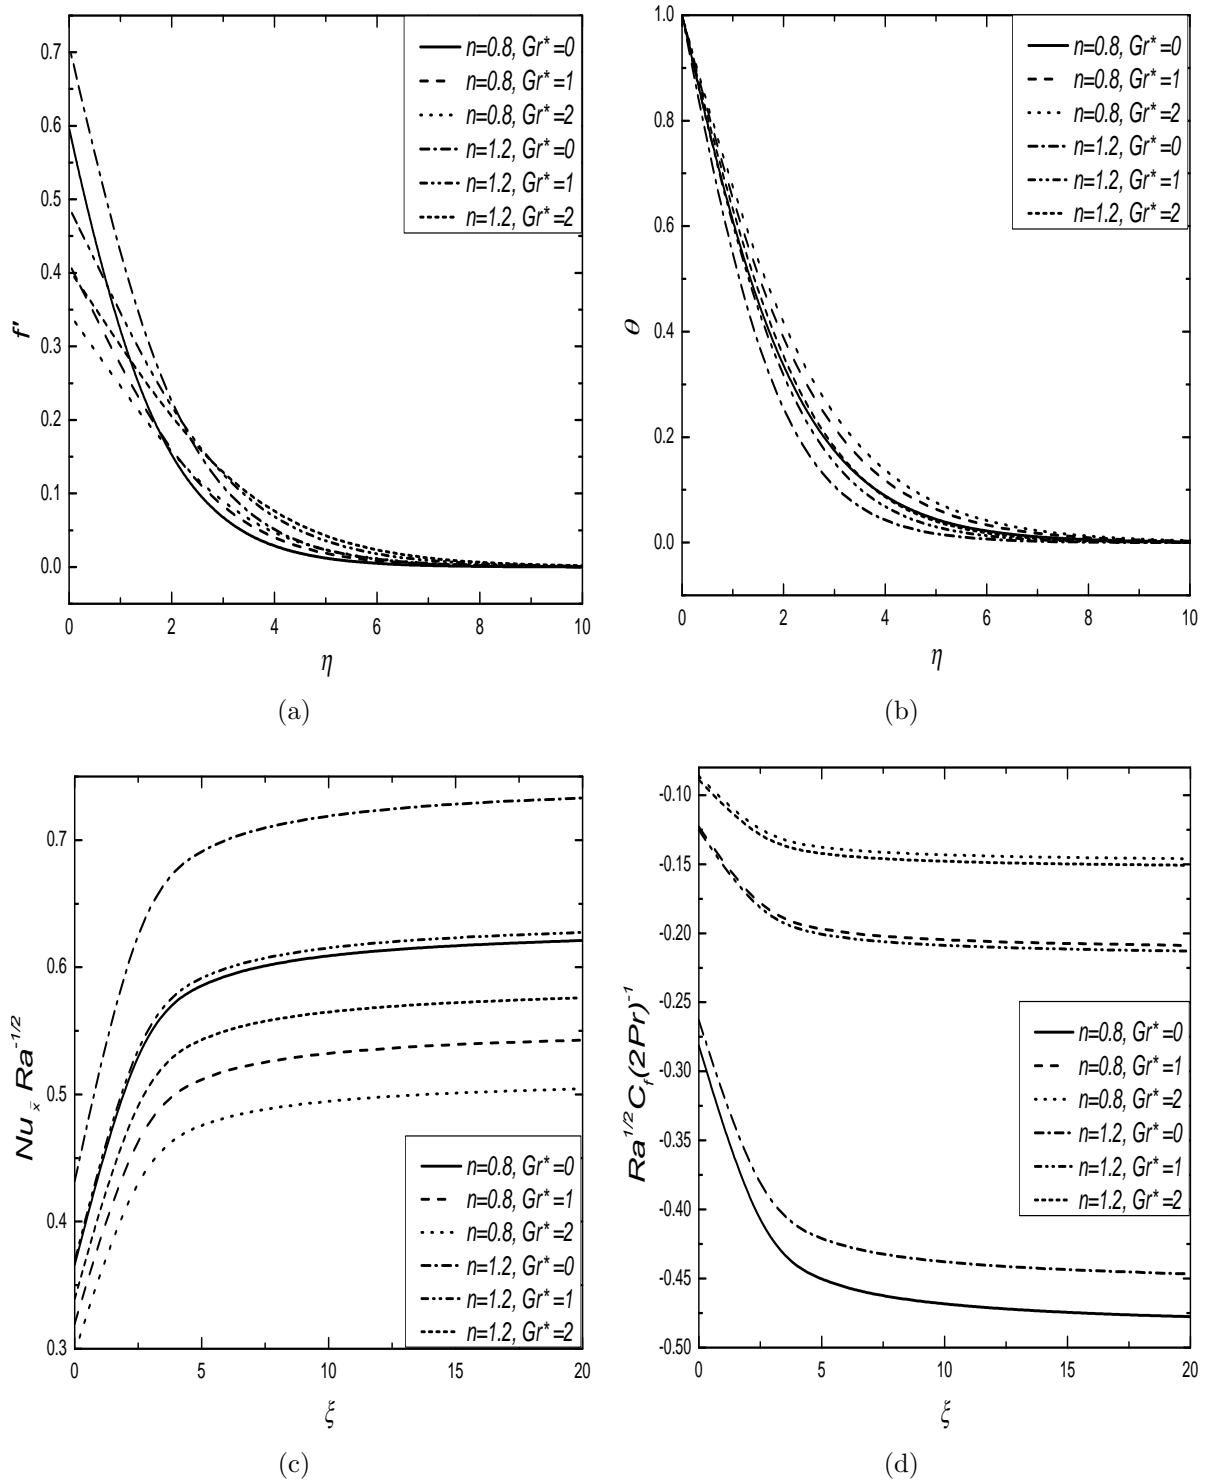 0.7
0.6
0.5
0.4
0.3
0.2
0.1
0.0
f'
0 2 4 6 8 10
η
n=0.8, Gr* =0
n=0.8, Gr* =1
n=0.8, Gr* =2
n=1.2, Gr* =0
n=1.2, Gr* =1
n=1.2, Gr* =2
(a)
1.0
0.8
0.6
0.4
0.2
0.0
θ
0 2 4 6 8 10
η
n=0.8, Gr* =0
n=0.8, Gr* =1
n=0.8, Gr* =2
n=1.2, Gr* =0
n=1.2, Gr* =1
n=1.2, Gr* =2
(b)
0.7
0.6
0.5
0.4
0.3
Nu_x̄ Ra^-1/2
0 5 10 15 20
ξ
n=0.8, Gr* =0
n=0.8, Gr* =1
n=0.8, Gr* =2
n=1.2, Gr* =0
n=1.2, Gr* =1
n=1.2, Gr* =2
(c)
-0.10
-0.15
-0.20
-0.25
-0.30
-0.35
-0.40
-0.45
-0.50
Ra^1/2 C_f(2Pr)^-1
0 5 10 15 20
ξ
n=0.8, Gr* =0
n=0.8, Gr* =1
n=0.8, Gr* =2
n=1.2, Gr* =0
n=1.2, Gr* =1
n=1.2, Gr* =2
(d)